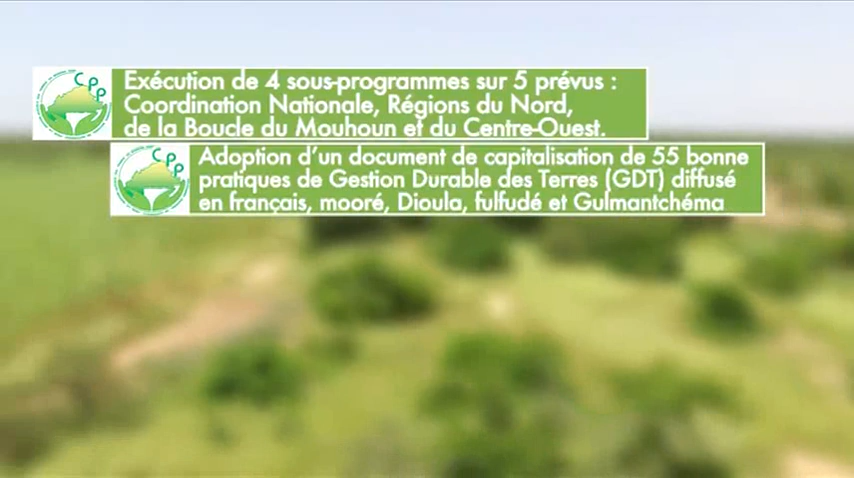 CPP
Exécution de 4 sous-programmes sur 5 prévus :
Coordination Nationale, Régions du Nord,
de la Boucle du Mouhoun et du Centre-Ouest.
CPP
Adoption d'un document de capitalisation de 55 bonne
pratiques de Gestion Durable des Terres (GDT) diffusé
en français, mooré, Dioula, fulfudé et Gulmantchéma